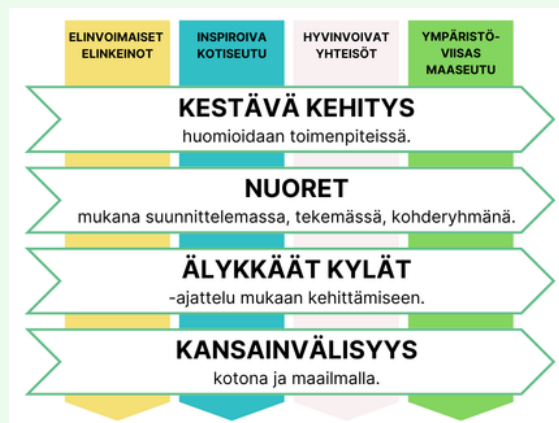 ELINVOIMAISET
ELINKEINOT
INSPIROIVA
KOTISEUTU
HYVINVOIVAT
YHTEISÖT
YMPÄRISTÖ-
VIISAS
MAASEUTU
KESTÄVÄ KEHITYS
huomioidaan toimenpiteissä.
NUORET
mukana suunnittelemassa, tekemässä, kohderyhmänä.
ÄLYKKÄÄT KYLÄT
-ajattelu mukaan kehittämiseen.
KANSAINVÄLISYYS
kotona ja maailmalla.